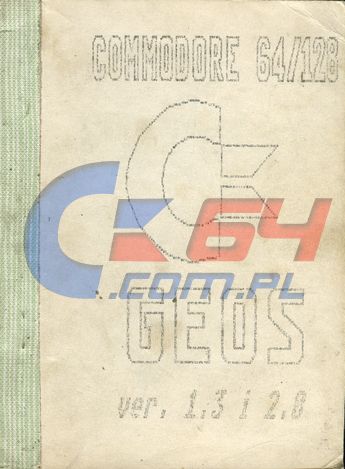 COMMODORE 64/128
C64
.COM.PL
GEOS
ver. 1.3 i 2.0